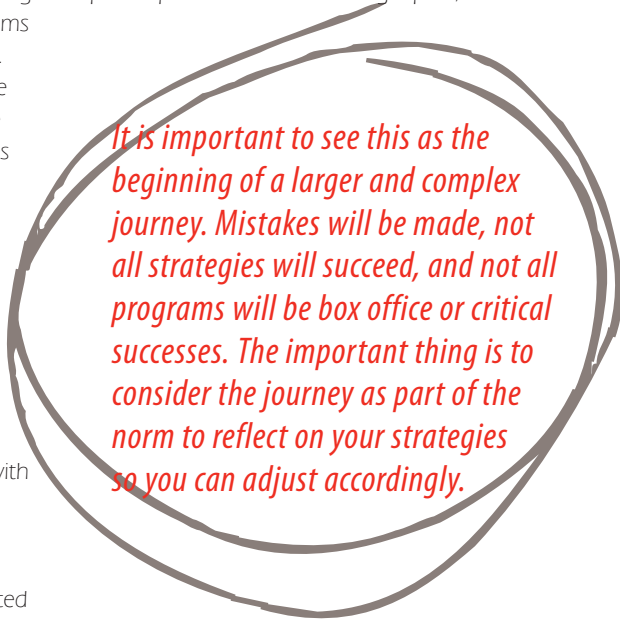 ms
It is important to see this as the
beginning of a larger and complex
journey. Mistakes will be made, not
all strategies will succeed, and not all
programs will be box office or critical
successes. The important thing is to
consider the journey as part of the
norm to reflect on your strategies
so you can adjust accordingly.